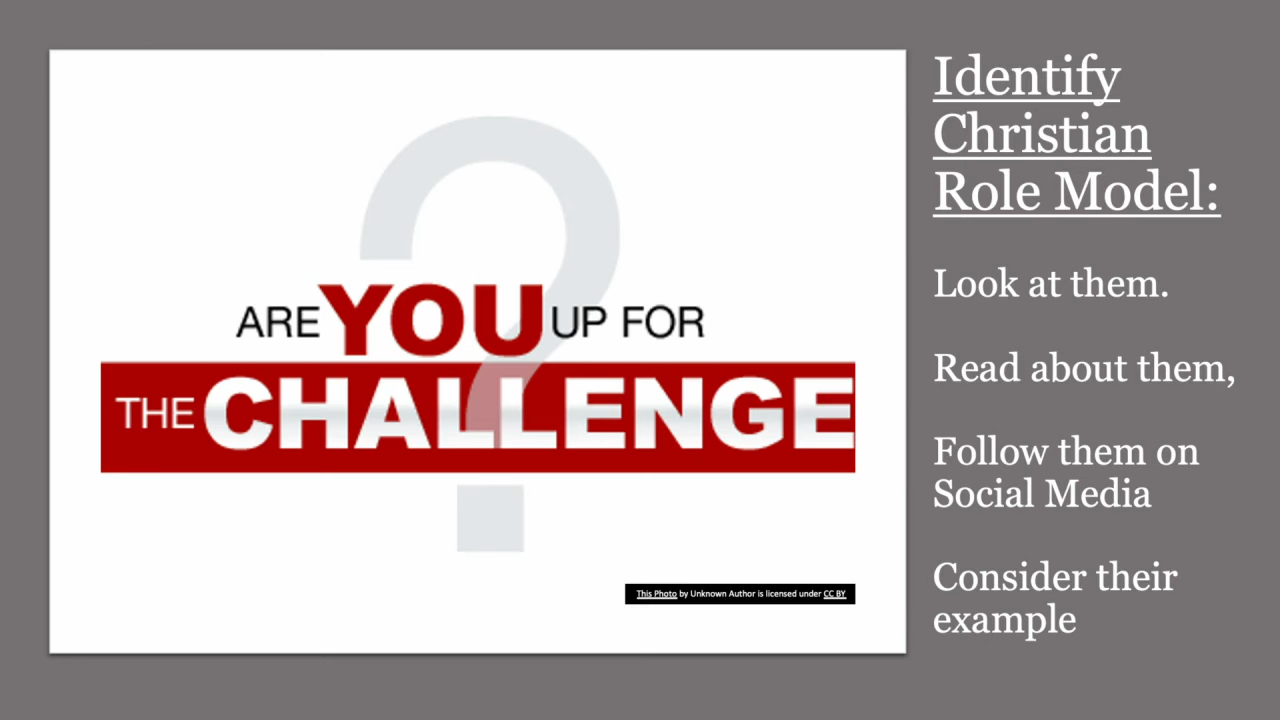 ARE YOU UP FOR
THE CHALLENGE
?
This Photo by Unknown Author is licensed under CC BY
Identify
Christian
Role Model:
Look at them.
Read about them,
Follow them on
Social Media
Consider their
example